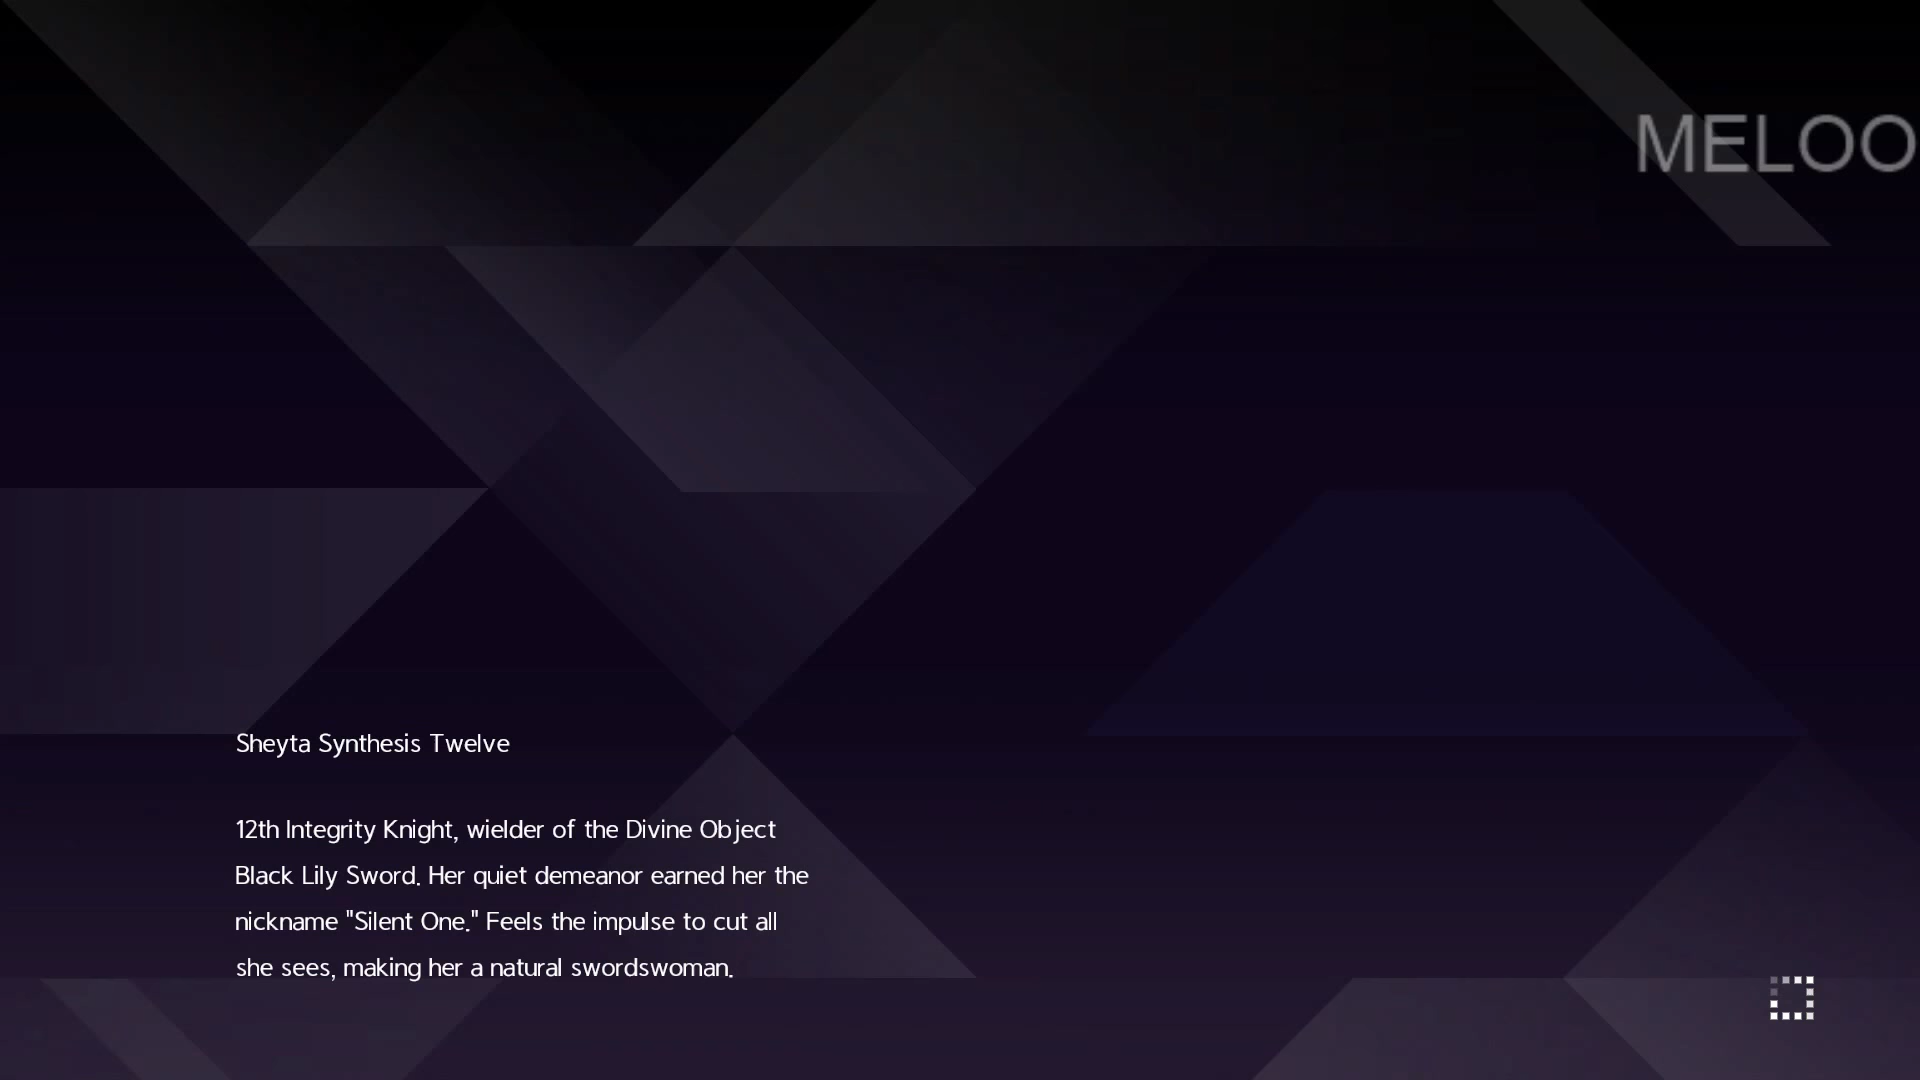 MELOO
Sheyta Synthesis Twelve
12th Integrity Knight, wielder of the Divine Object
Black Lily Sword. Her quiet demeanor earned her the
nickname "Silent One." Feels the impulse to cut all
she sees, making her a natural swordswoman.